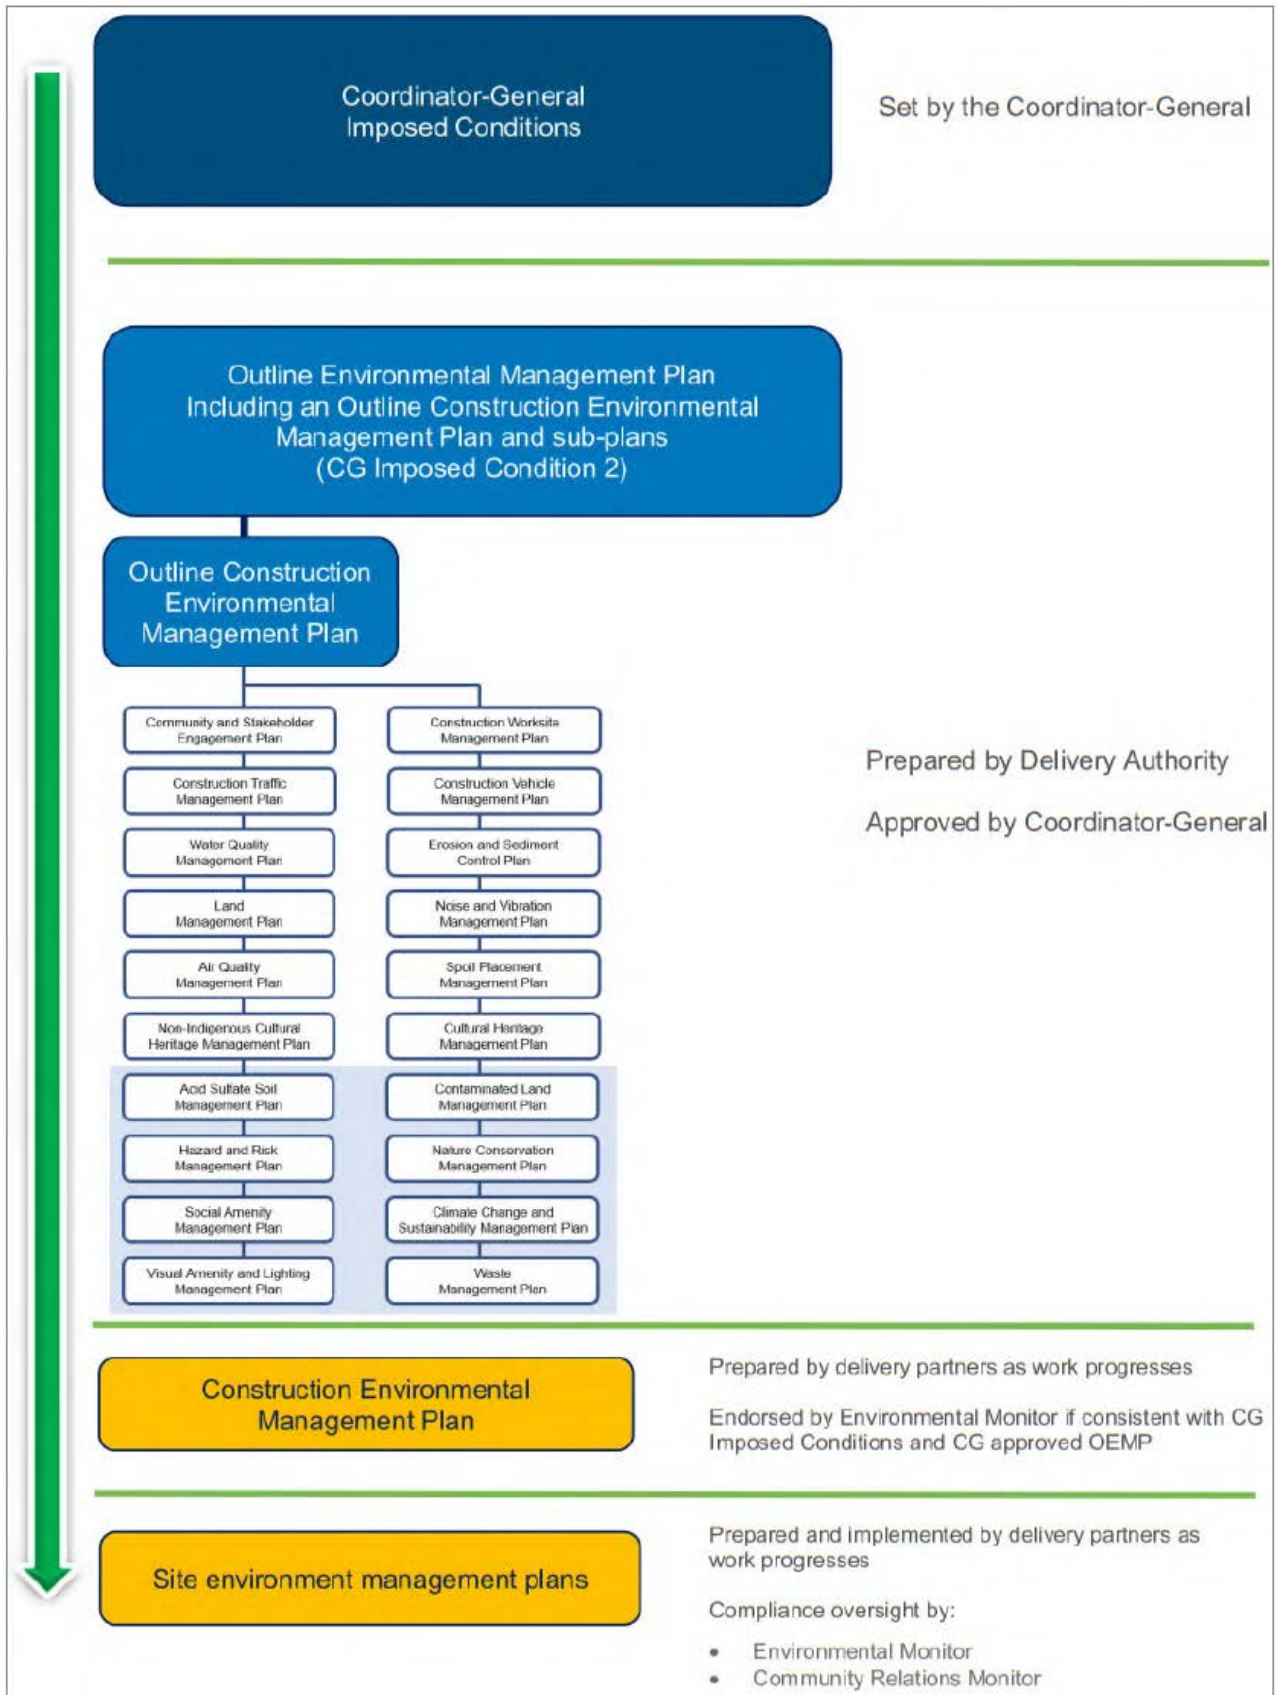 Coordinator-General
Imposed Conditions
Set by the Coordinator-General
Outline Environmental Management Plan
Including an Outline Construction Environmental
Management Plan and sub-plans
(CG Imposed Condition 2)
Outline Construction
Environmental
Management Plan
Community and Stakeholder
Engagement Plan
Construction Worksite
Management Plan
Construction Traffic
Management Plan
Construction Vehicle
Management Plan
Water Quality
Management Plan
Erosion and Sediment
Control Plan
Land
Management Plan
Noise and Vibration
Management Plan
Air Quality
Management Plan
Spoil Placement
Management Plan
Non-Indigenous Cultural
Heritage Management Plan
Cultural Heritage
Management Plan
Acid Sulfate Soil
Management Plan
Contaminated Land
Management Plan
Hazard and Risk
Management Plan
Nature Conservation
Management Plan
Social Amenity
Management Plan
Climate Change and
Sustainability Management Plan
Visual Amenity and Lighting
Management Plan
Waste
Management Plan
Prepared by Delivery Authority
Approved by Coordinator-General
Construction Environmental
Management Plan
Prepared by delivery partners as work progresses
Endorsed by Environmental Monitor if consistent with CG
Imposed Conditions and CG approved OEMP
Site environment management plans
Prepared and implemented by delivery partners as
work progresses
Compliance oversight by:
• Environmental Monitor
• Community Relations Monitor